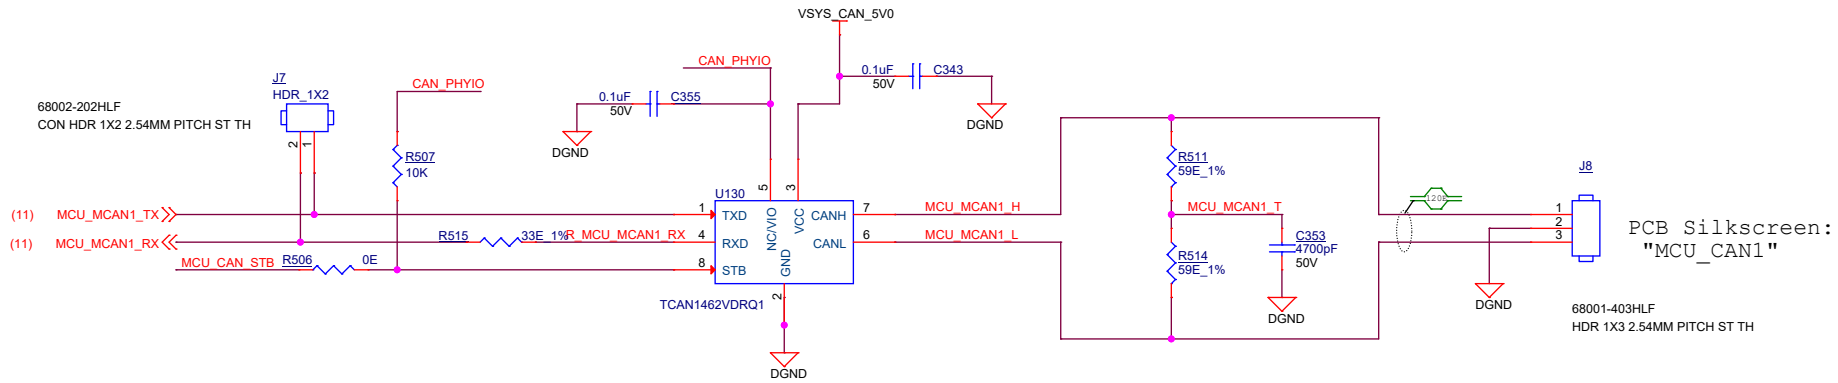 VSYS_CAN_5V0
CAN_PHYIO
J7
HDR_1X2
CAN_PHYIO
0.1uF
50V
C343
0.1uF
50V
C355
68002-202HLF
CON HDR 1X2 2.54MM PITCH ST TH
DGND
DGND
2
1
R507
10K
R511
59E_1%
J8
5
3
U130
120E
(11)
MCU_MCAN1_TX
1
TXD
NC/VIO
VCC
CANH
7
MCU_MCAN1_H
MCU_MCAN1_T
1
2
3
PCB Silkscreen:
"MCU_CAN1"
(11)
MCU_MCAN1_RX
R515
33E_1%
R_MCU_MCAN1_RX
4
RXD
CANL
6
MCU_MCAN1_L
C353
4700pF
50V
MCU_CAN_STB
R506
0E
8
STB
GND
R514
59E_1%
2
TCAN1462VDRQ1
DGND
DGND
DGND
68001-403HLF
HDR 1X3 2.54MM PITCH ST TH